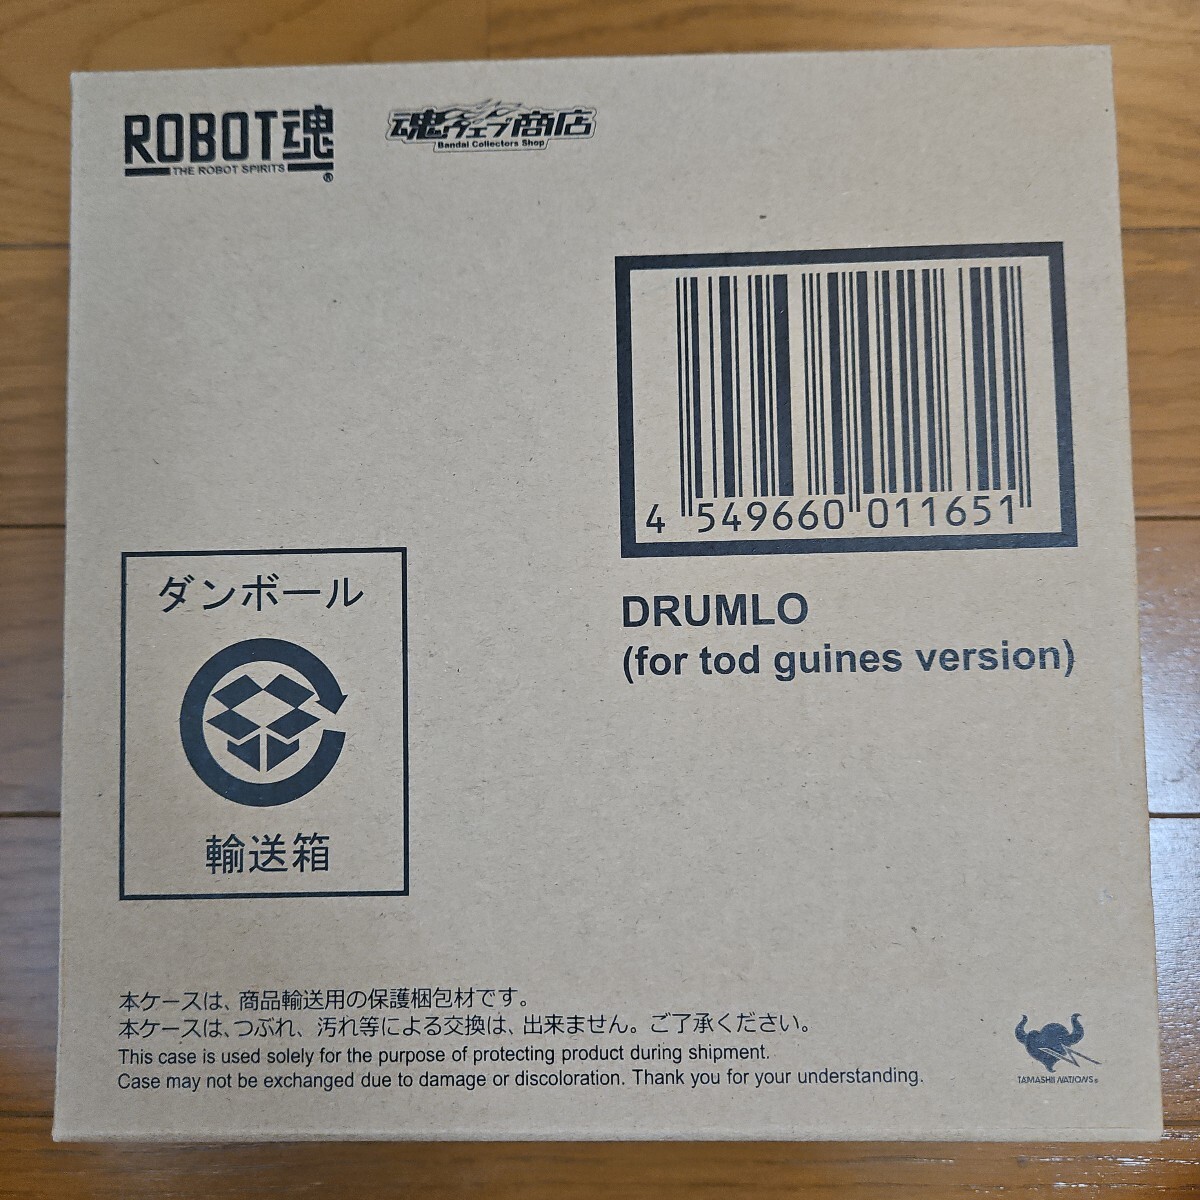 ROBOT魂
THE ROBOT SPIRITS
®
魂ウェブ商店
Bandai Collectors Shop
4 549660 011651
DRUMLO
(for tod guines version)
ダンボール
輸送箱
本ケースは、商品輸送用の保護梱包材です。
本ケースは、つぶれ、汚れ等による交換は、出来ません。ご了承ください。
This case is used solely for the purpose of protecting product during shipment.
Case may not be exchanged due to damage or discoloration. Thank you for your understanding.
TAMASHII NATIONS®